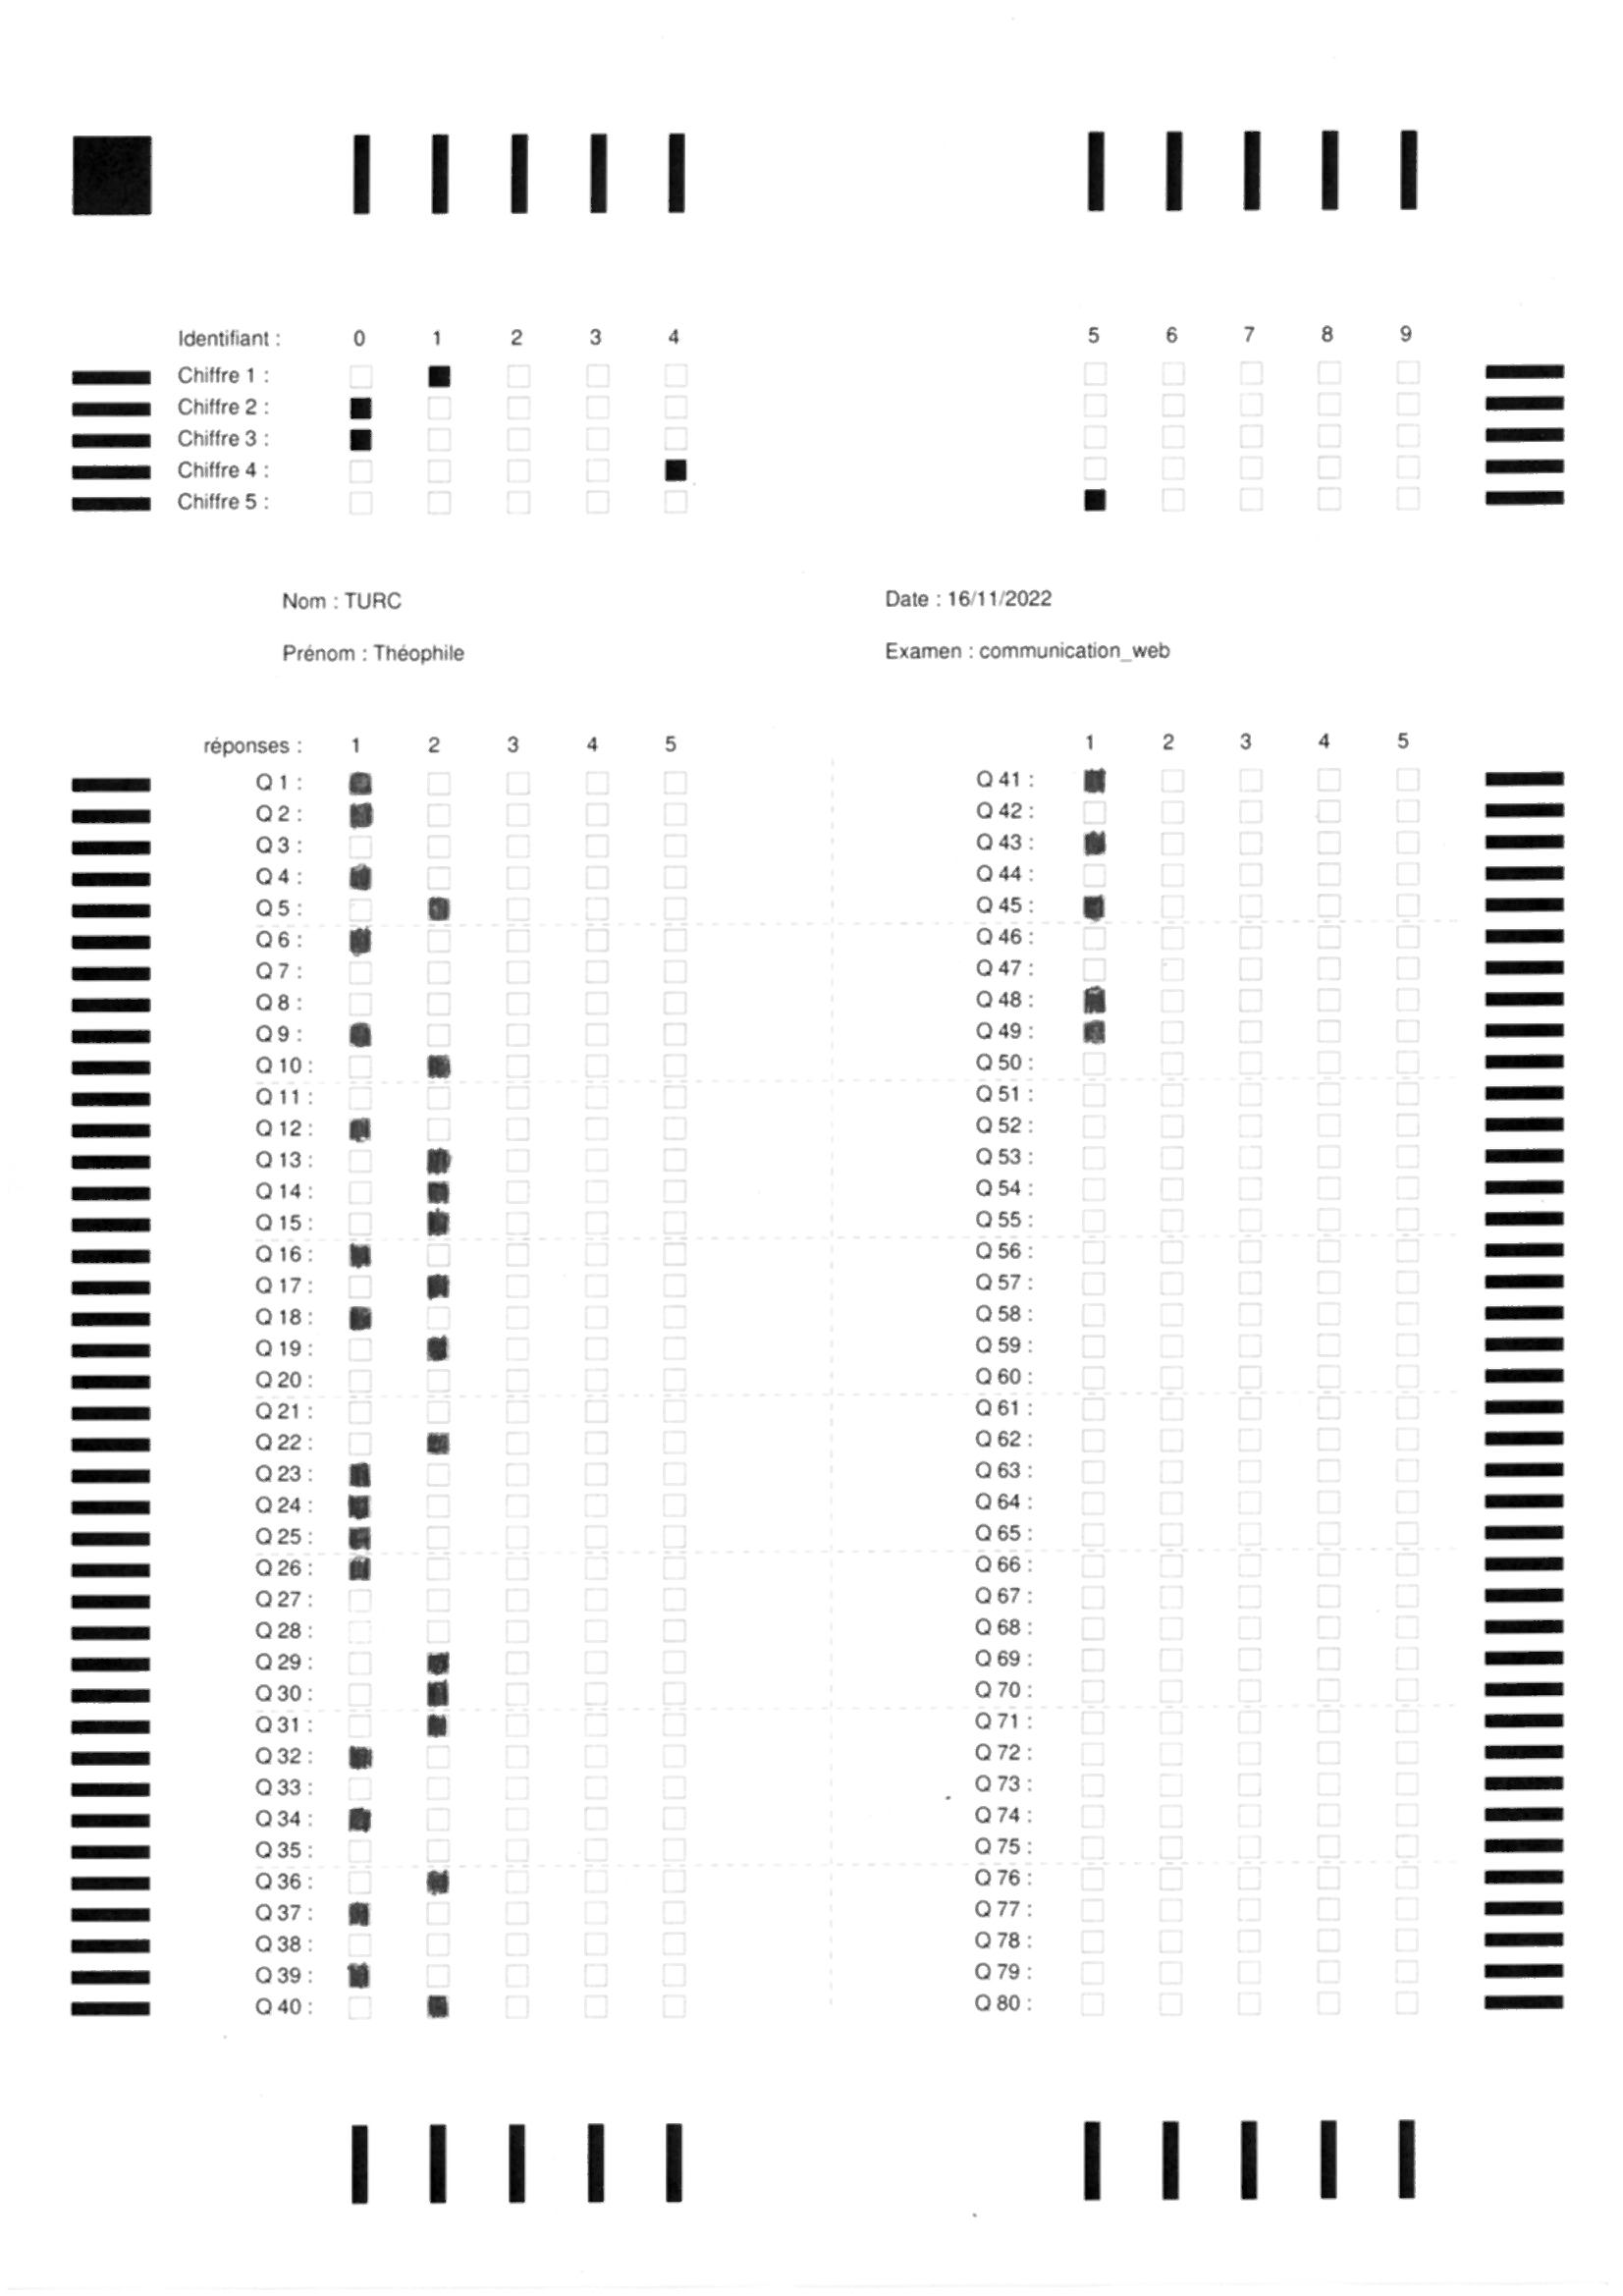 Identifiant : 0 1 2 3 4 5 6 7 8 9
Chiffre 1 :
Chiffre 2 :
Chiffre 3 :
Chiffre 4 :
Chiffre 5 :
Nom : TURC
Date : 16/11/2022
Prénom : Théophile
Examen : communication_web
réponses : 1 2 3 4 5
Q 1 :
Q 2 :
Q 3 :
Q 4 :
Q 5 :
Q 6 :
Q 7 :
Q 8 :
Q 9 :
Q 10 :
Q 11 :
Q 12 :
Q 13 :
Q 14 :
Q 15 :
Q 16 :
Q 17 :
Q 18 :
Q 19 :
Q 20 :
Q 21 :
Q 22 :
Q 23 :
Q 24 :
Q 25 :
Q 26 :
Q 27 :
Q 28 :
Q 29 :
Q 30 :
Q 31 :
Q 32 :
Q 33 :
Q 34 :
Q 35 :
Q 36 :
Q 37 :
Q 38 :
Q 39 :
Q 40 :
1 2 3 4 5
Q 41 :
Q 42 :
Q 43 :
Q 44 :
Q 45 :
Q 46 :
Q 47 :
Q 48 :
Q 49 :
Q 50 :
Q 51 :
Q 52 :
Q 53 :
Q 54 :
Q 55 :
Q 56 :
Q 57 :
Q 58 :
Q 59 :
Q 60 :
Q 61 :
Q 62 :
Q 63 :
Q 64 :
Q 65 :
Q 66 :
Q 67 :
Q 68 :
Q 69 :
Q 70 :
Q 71 :
Q 72 :
Q 73 :
Q 74 :
Q 75 :
Q 76 :
Q 77 :
Q 78 :
Q 79 :
Q 80 :